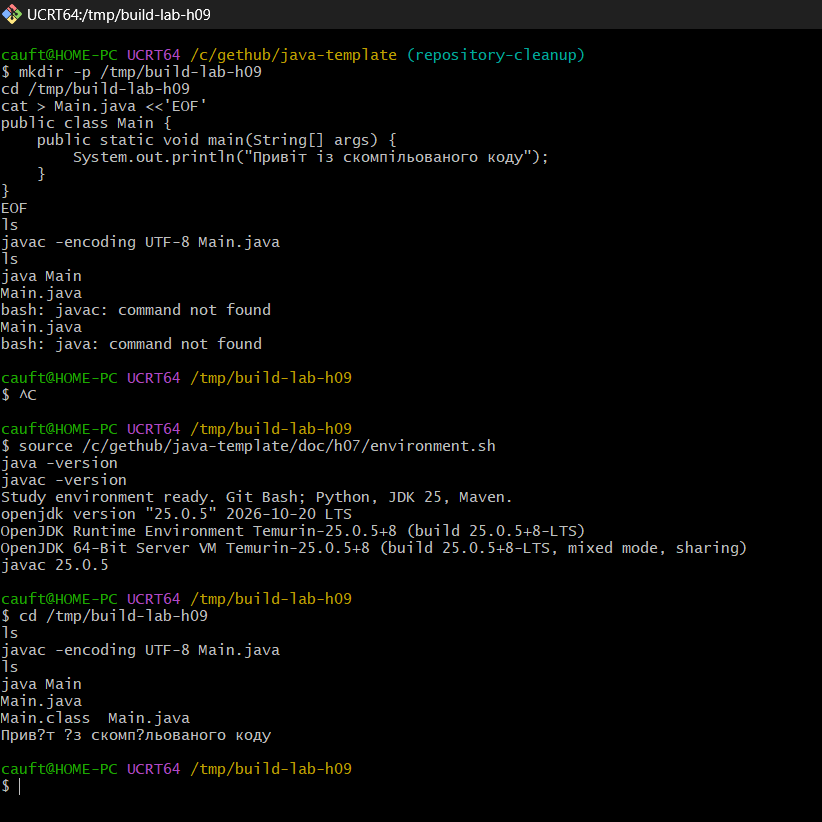 UCRT64:/tmp/build-lab-h09
cauft@HOME-PC UCRT64 /c/gethub/java-template (repository-cleanup)
$ mkdir -p /tmp/build-lab-h09
cd /tmp/build-lab-h09
cat > Main.java <<'EOF'
public class Main {
    public static void main(String[] args) {
        System.out.println("Привіт із скомпільованого коду");
    }
}
EOF
ls
javac -encoding UTF-8 Main.java
ls
java Main
Main.java
bash: javac: command not found
Main.java
bash: java: command not found
cauft@HOME-PC UCRT64 /tmp/build-lab-h09
$ ^C
cauft@HOME-PC UCRT64 /tmp/build-lab-h09
$ source /c/gethub/java-template/doc/h07/environment.sh
java -version
javac -version
Study environment ready. Git Bash; Python, JDK 25, Maven.
openjdk version "25.0.5" 2026-10-20 LTS
OpenJDK Runtime Environment Temurin-25.0.5+8 (build 25.0.5+8-LTS)
OpenJDK 64-Bit Server VM Temurin-25.0.5+8 (build 25.0.5+8-LTS, mixed mode, sharing)
javac 25.0.5
cauft@HOME-PC UCRT64 /tmp/build-lab-h09
$ cd /tmp/build-lab-h09
ls
javac -encoding UTF-8 Main.java
ls
java Main
Main.java
Main.class  Main.java
Прив?т ?з скомп?льованого коду
cauft@HOME-PC UCRT64 /tmp/build-lab-h09
$